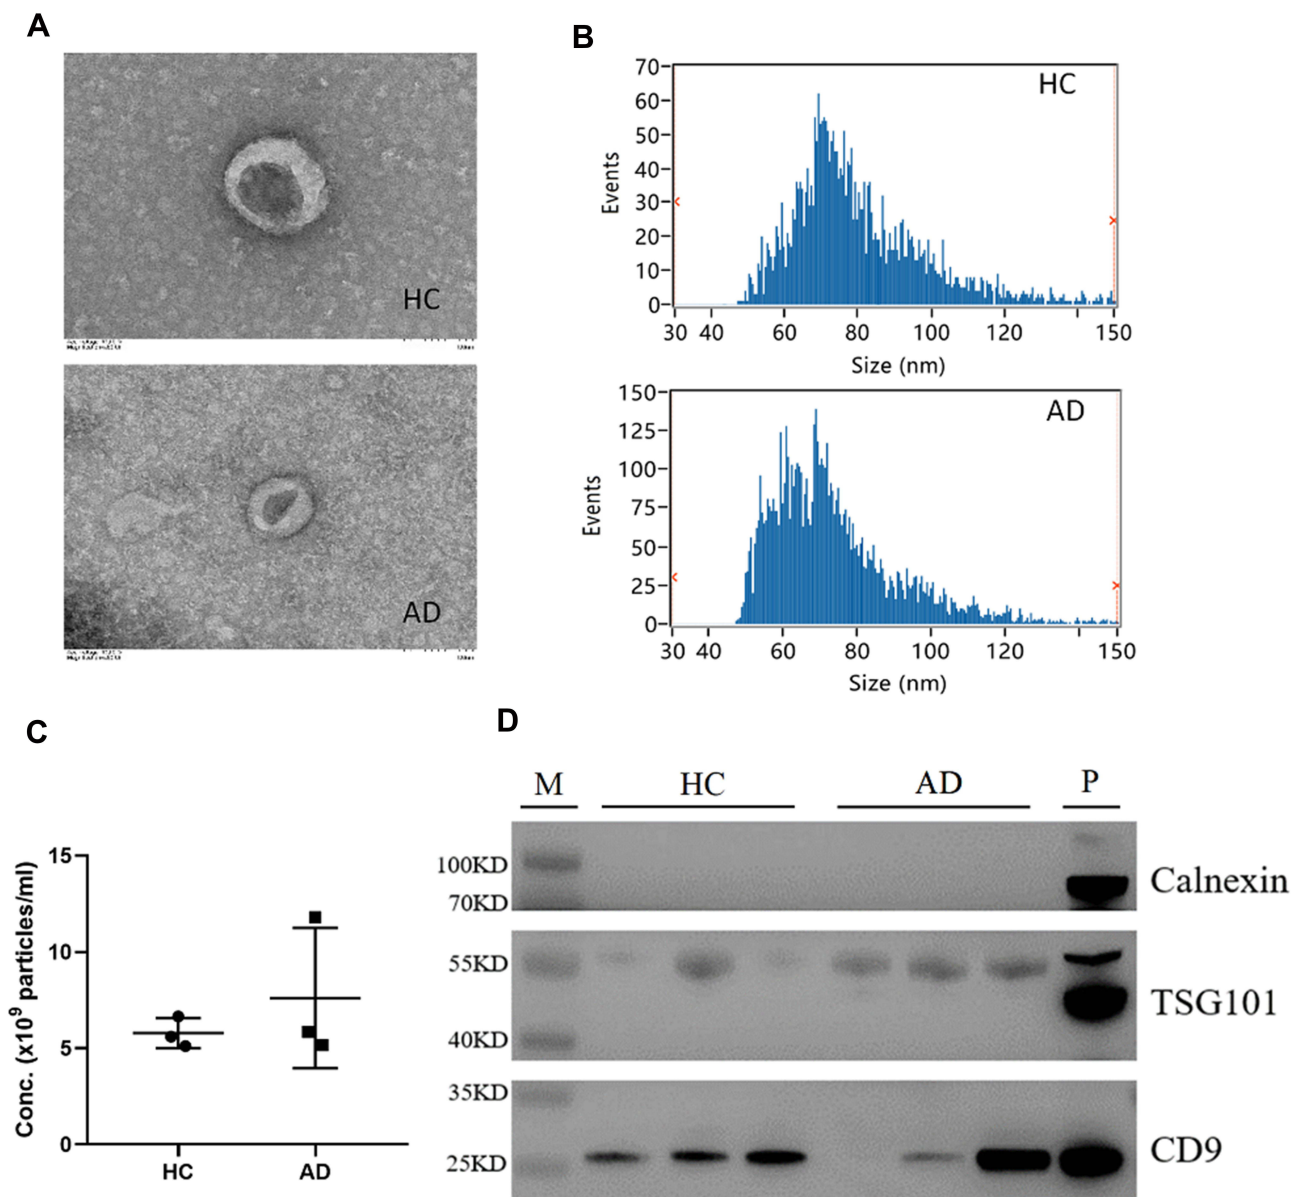 A
HC
AD
B
70
60
50
40
30
20
10
0
Events
HC
30 40 60 80 100 120 150
Size (nm)
150
125
100
75
50
25
0
Events
AD
30 40 60 80 100 120 150
Size (nm)
C
15
10
5
0
Conc. (x10⁹ particles/ml)
HC AD
D
M HC AD P
100KD
70KD
Calnexin
55KD
40KD
TSG101
35KD
25KD
CD9